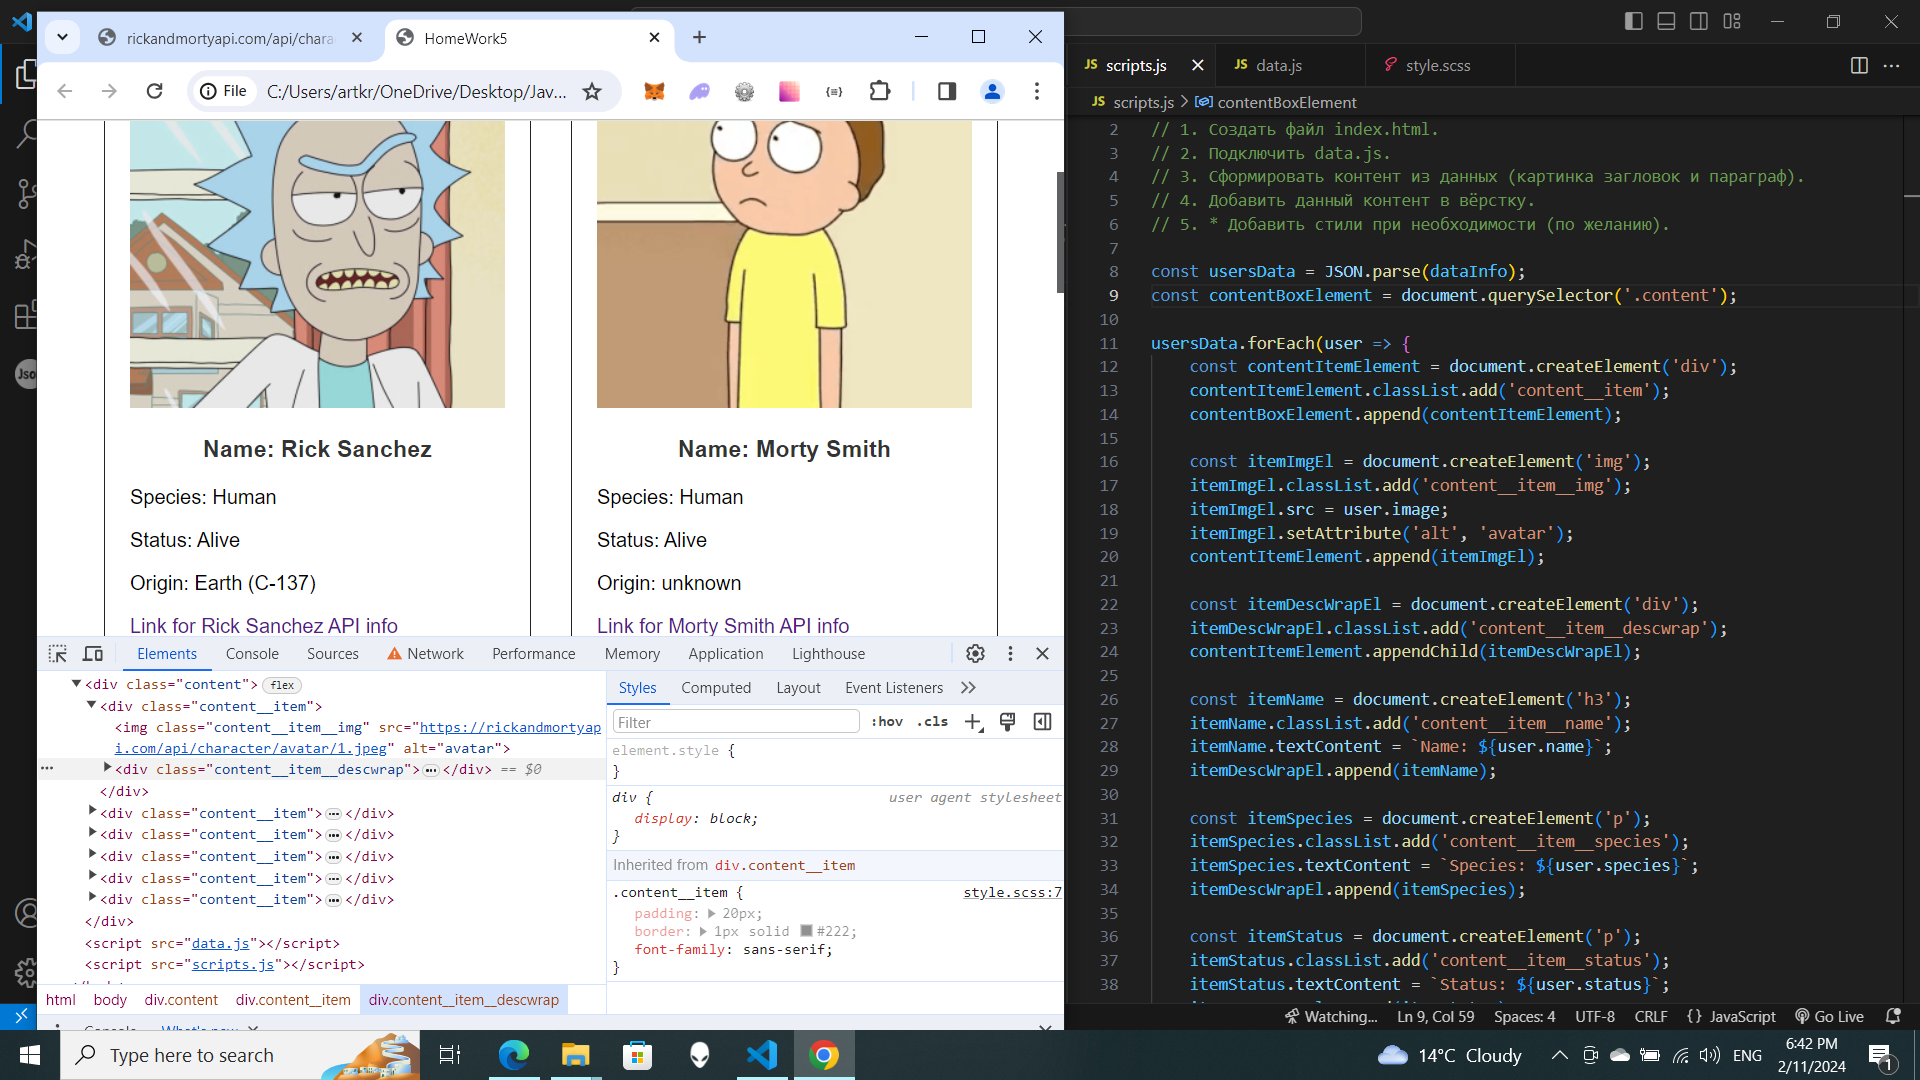 rickandmortyapi.com/api/chara
HomeWork5
File
C:/Users/artkr/OneDrive/Desktop/Jav...
Name: Rick Sanchez
Species: Human
Status: Alive
Origin: Earth (C-137)
Link for Rick Sanchez API info
Name: Morty Smith
Species: Human
Status: Alive
Origin: unknown
Link for Morty Smith API info
Elements Console Sources Network Performance Memory Application Lighthouse
<div class="content"> flex
<div class="content__item">
<img class="content__item__img" src="https://rickandmortyap
i.com/api/character/avatar/1.jpeg" alt="avatar">
<div class="content__item__descwrap"> ... </div> == $0
</div>
<div class="content__item"> ... </div>
<div class="content__item"> ... </div>
<div class="content__item"> ... </div>
<div class="content__item"> ... </div>
<div class="content__item"> ... </div>
</div>
<script src="data.js"></script>
<script src="scripts.js"></script>
html body div.content div.content__item div.content__item__descwrap
Styles Computed Layout Event Listeners
Filter
:hov .cls
element.style {
}
div { user agent stylesheet
display: block;
}
Inherited from div.content__item
.content__item { style.scss:7
padding: 20px;
border: 1px solid #222;
font-family: sans-serif;
}
JS scripts.js
JS data.js
style.scss
JS scripts.js > contentBoxElement
2 // 1. Создать файл index.html.
3 // 2. Подключить data.js.
4 // 3. Сформировать контент из данных (картинка загловок и параграф).
5 // 4. Добавить данный контент в вёрстку.
6 // 5. * Добавить стили при необходимости (по желанию).
7
8 const usersData = JSON.parse(dataInfo);
9 const contentBoxElement = document.querySelector('.content');
10
11 usersData.forEach(user => {
12 const contentItemElement = document.createElement('div');
13 contentItemElement.classList.add('content__item');
14 contentBoxElement.append(contentItemElement);
15
16 const itemImgEl = document.createElement('img');
17 itemImgEl.classList.add('content__item__img');
18 itemImgEl.src = user.image;
19 itemImgEl.setAttribute('alt', 'avatar');
20 contentItemElement.append(itemImgEl);
21
22 const itemDescWrapEl = document.createElement('div');
23 itemDescWrapEl.classList.add('content__item__descwrap');
24 contentItemElement.appendChild(itemDescWrapEl);
25
26 const itemName = document.createElement('h3');
27 itemName.classList.add('content__item__name');
28 itemName.textContent = `Name: ${user.name}`;
29 itemDescWrapEl.append(itemName);
30
31 const itemSpecies = document.createElement('p');
32 itemSpecies.classList.add('content__item__species');
33 itemSpecies.textContent = `Species: ${user.species}`;
34 itemDescWrapEl.append(itemSpecies);
35
36 const itemStatus = document.createElement('p');
37 itemStatus.classList.add('content__item__status');
38 itemStatus.textContent = `Status: ${user.status}`;
Watching... Ln 9, Col 59 Spaces: 4 UTF-8 CRLF {} JavaScript Go Live
Type here to search
14°C Cloudy
ENG
6:42 PM
2/11/2024
1